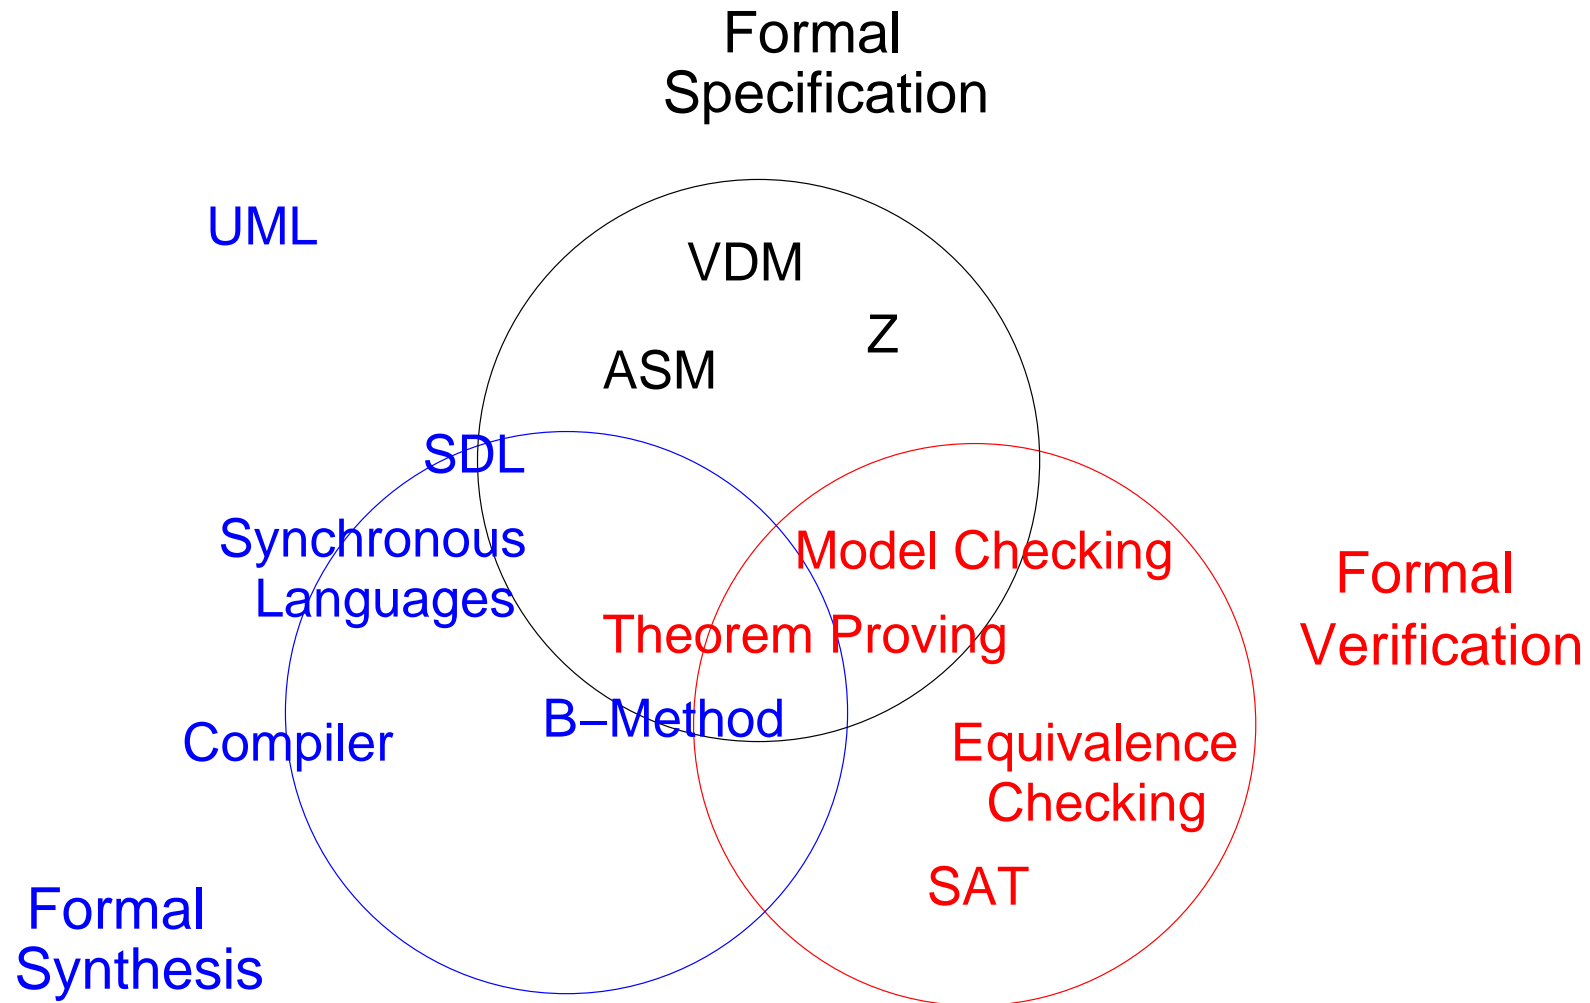 Formal
Specification
UML
VDM
Z
ASM
SDL
Synchronous
Languages
Model Checking
Formal
Verification
Theorem Proving
B–Method
Compiler
Equivalence
Checking
SAT
Formal
Synthesis